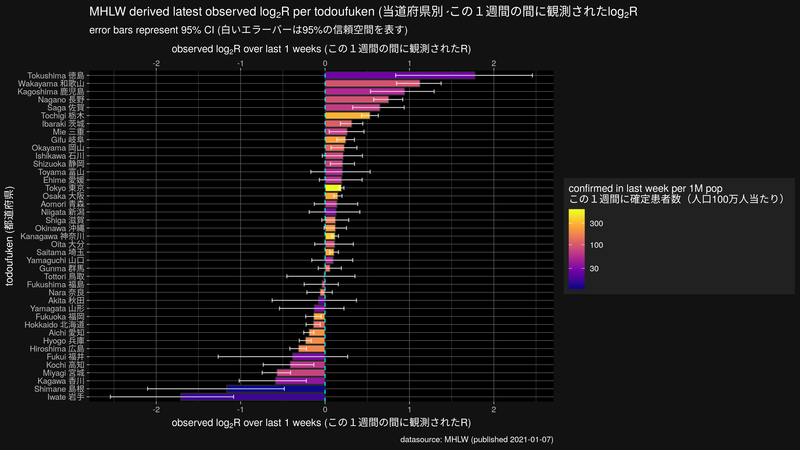 MHLW derived latest observed log₂R per todoufuken (当道府県別 -この１週間の間に観測されたlog₂R
error bars represent 95% CI (白いエラーバーは95%の信頼空間を表す)
observed log₂R over last 1 weeks (この１週間の間に観測されたR)
-2 -1 0 1 2
todoufuken (都道府県)
Tokushima 徳島
Wakayama 和歌山
Kagoshima 鹿児島
Nagano 長野
Saga 佐賀
Tochigi 栃木
Ibaraki 茨城
Mie 三重
Gifu 岐阜
Okayama 岡山
Ishikawa 石川
Shizuoka 静岡
Toyama 富山
Ehime 愛媛
Tokyo 東京
Osaka 大阪
Aomori 青森
Niigata 新潟
Shiga 滋賀
Okinawa 沖縄
Kanagawa 神奈川
Oita 大分
Saitama 埼玉
Yamaguchi 山口
Gunma 群馬
Tottori 鳥取
Fukushima 福島
Nara 奈良
Akita 秋田
Yamagata 山形
Fukuoka 福岡
Hokkaido 北海道
Aichi 愛知
Hyogo 兵庫
Hiroshima 広島
Fukui 福井
Kochi 高知
Miyagi 宮城
Kagawa 香川
Shimane 島根
Iwate 岩手
-2 -1 0 1 2
observed log₂R over last 1 weeks (この１週間の間に観測されたR)
datasource: MHLW (published 2021-01-07)
confirmed in last week per 1M pop
この１週間に確定患者数（人口100万人当たり）
300
100
30